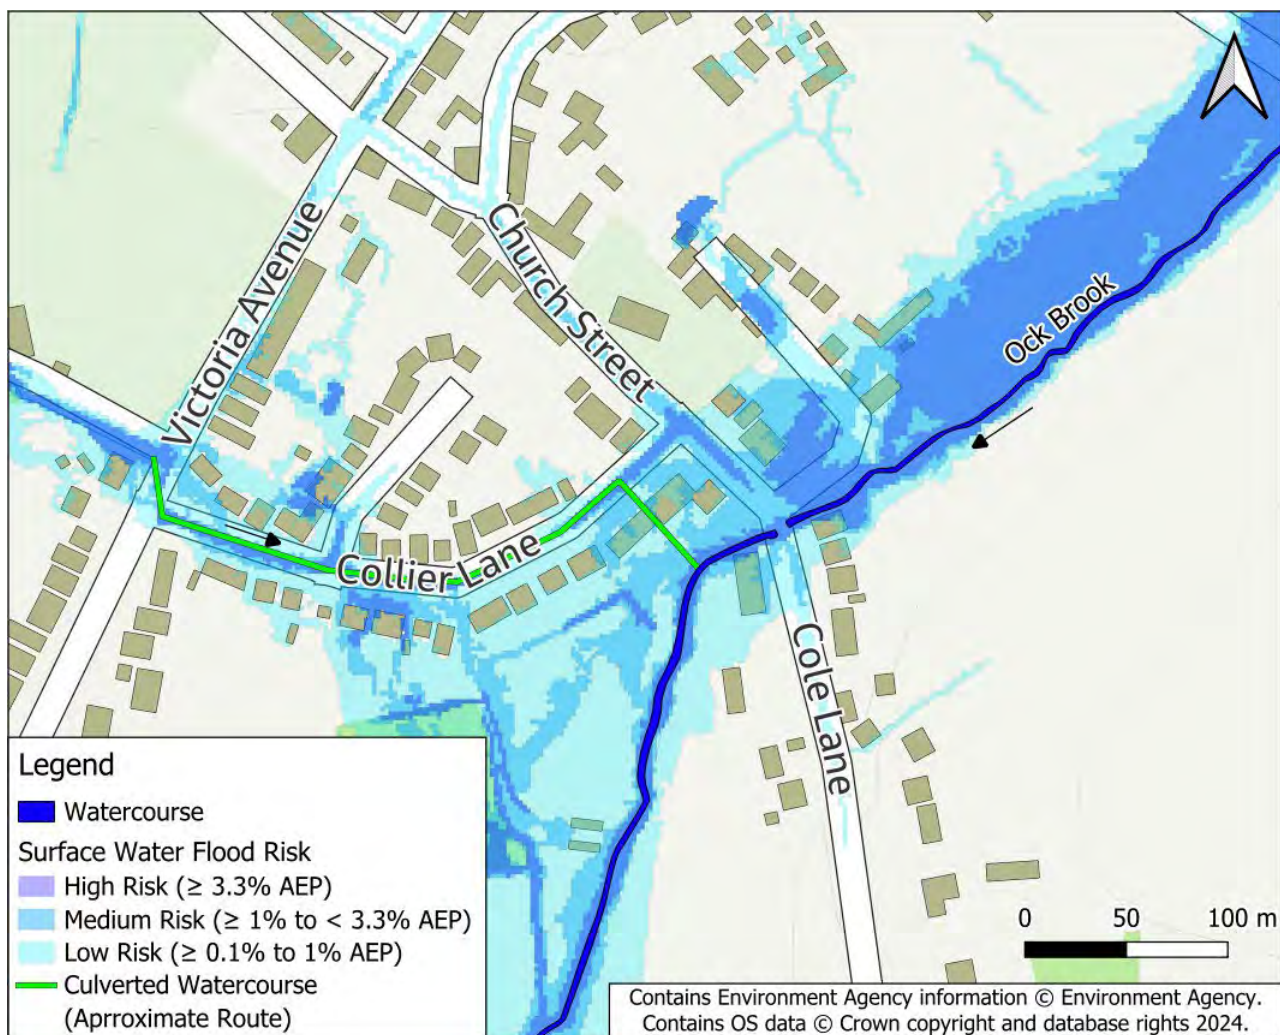 Victoria Avenue
Church Street
Ock Brook
Collier Lane
Cole Lane
Legend
Watercourse
Surface Water Flood Risk
High Risk (≥ 3.3% AEP)
Medium Risk (≥ 1% to < 3.3% AEP)
Low Risk (≥ 0.1% to 1% AEP)
Culverted Watercourse
(Aprroximate Route)
0 50 100 m
Contains Environment Agency information © Environment Agency.
Contains OS data © Crown copyright and database rights 2024.